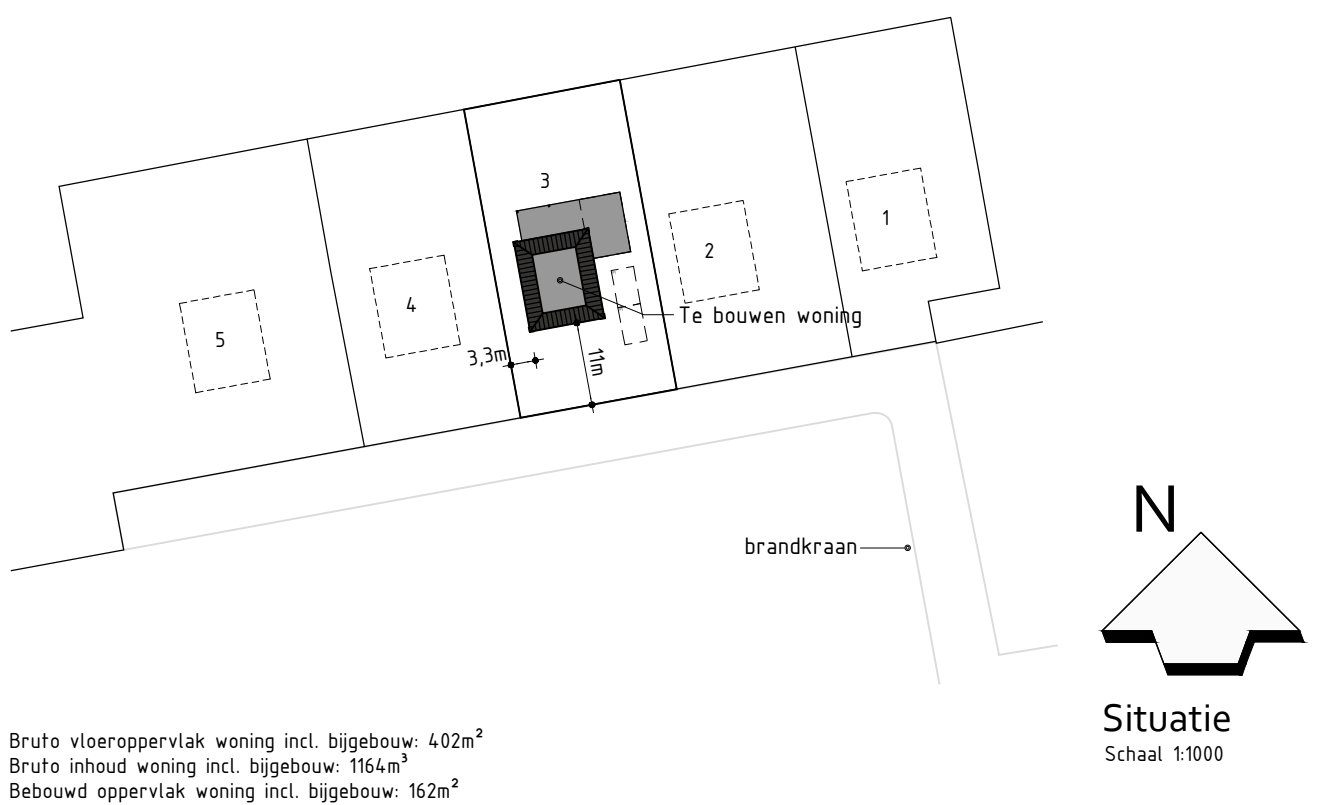 3
1
2
4
5
Te bouwen woning
3,3m
11m
brandkraan
N
Situatie
Schaal 1:1000
Bruto vloeroppervlak woning incl. bijgebouw: 402m²
Bruto inhoud woning incl. bijgebouw: 1164m³
Bebouwd oppervlak woning incl. bijgebouw: 162m²